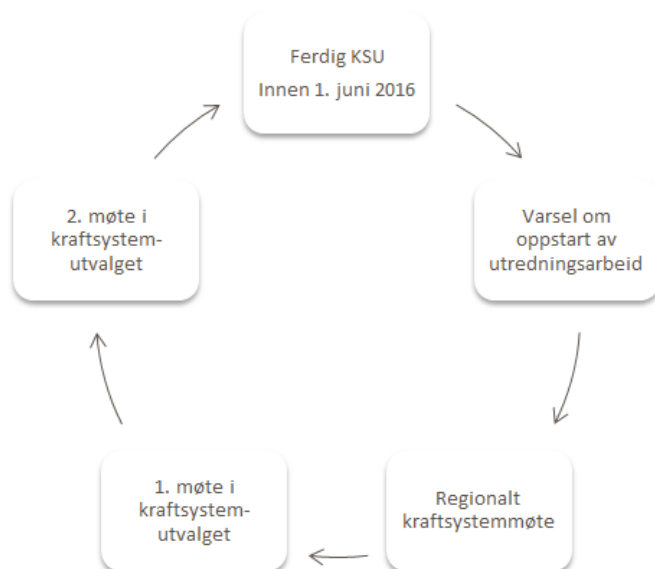 Ferdig KSU
Innen 1. juni 2016
Varsel om
oppstart av
utredningsarbeid
Regionalt
kraftsystemmøte
1. møte i
kraftsystem-
utvalget
2. møte i
kraftsystem-
utvalget